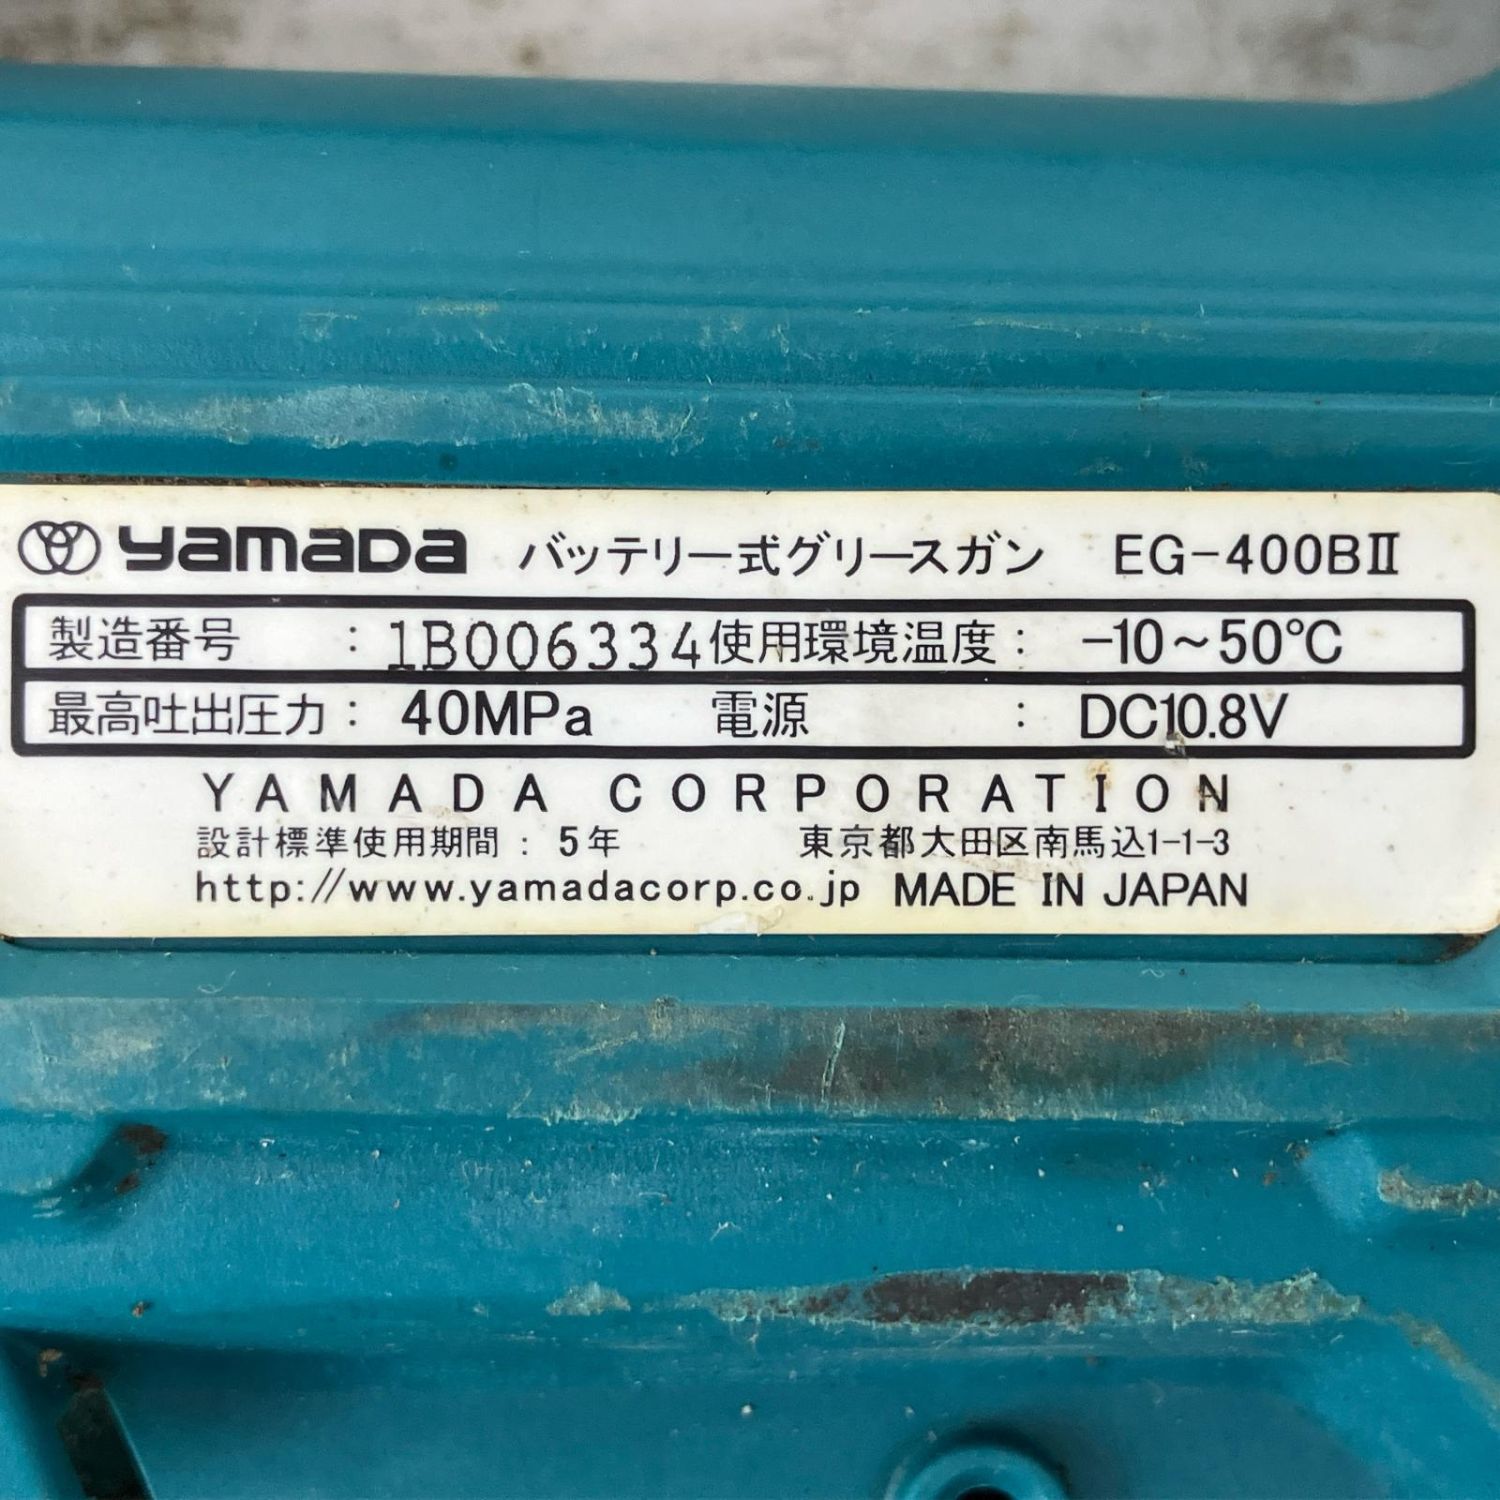 yamada バッテリー式グリースガン EG-400BⅡ
製造番号 : 1B006334 使用環境温度 : -10～50℃
最高吐出圧力 : 40MPa 電源 : DC10.8V
YAMADA CORPORATION
設計標準使用期間 : 5年 東京都大田区南馬込1-1-3
http://www.yamadacorp.co.jp MADE IN JAPAN